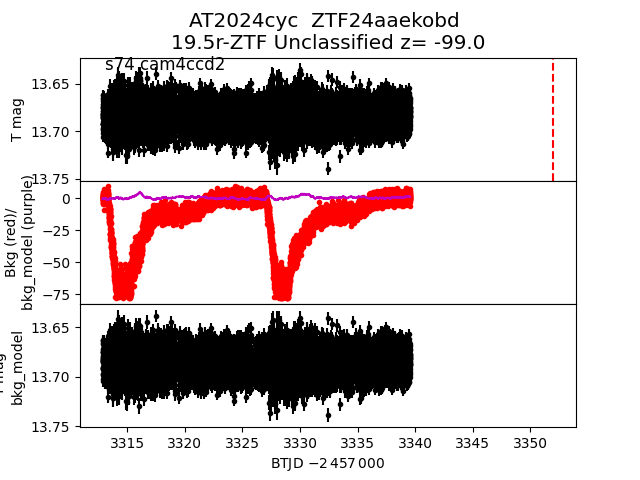 AT2024cyc  ZTF24aaekobd
19.5r-ZTF Unclassified z= -99.0
s74 cam4ccd2
T mag
13.65
13.70
13.75
Bkg (red)/
bkg_model (purple)
0
−25
−50
−75
bkg_model
13.65
13.70
13.75
3315 3320 3325 3330 3335 3340 3345 3350
BTJD −2 457 000